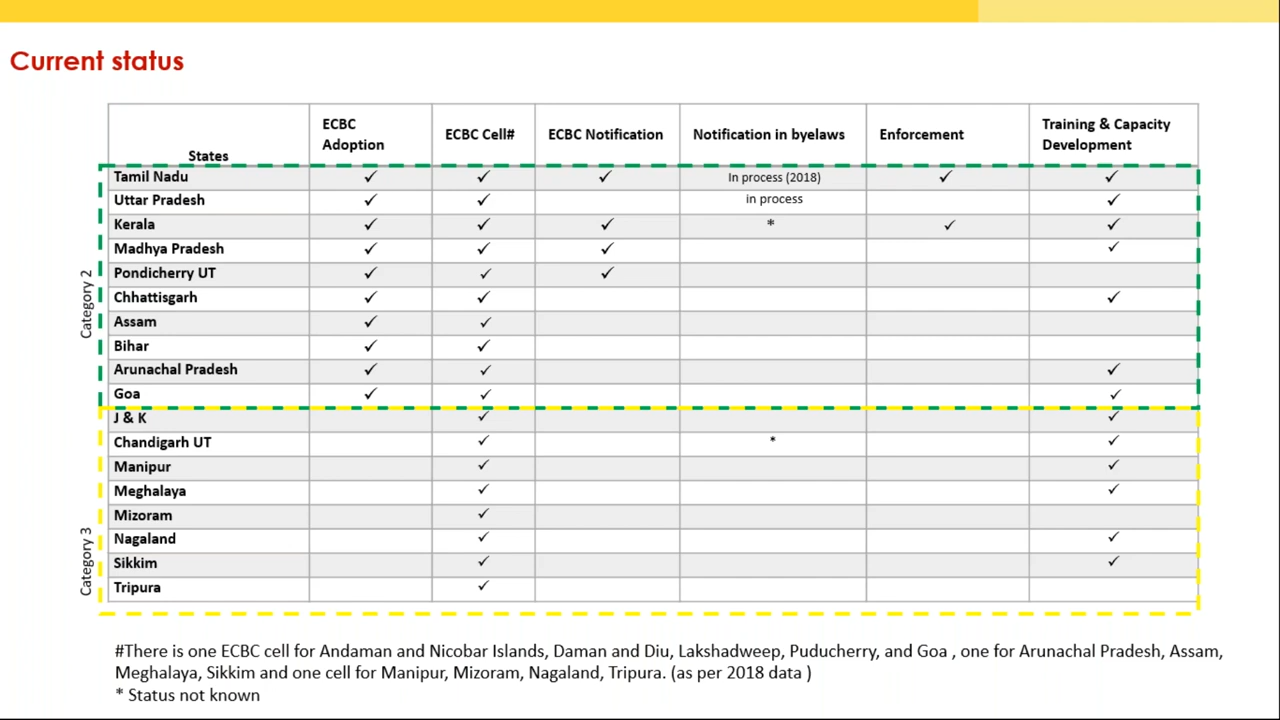 Current status
States ECBC Adoption ECBC Cell# ECBC Notification Notification in byelaws Enforcement Training & Capacity Development
Category 2
Tamil Nadu ✓ ✓ ✓ In process (2018) ✓ ✓
Uttar Pradesh ✓ ✓ in process ✓
Kerala ✓ ✓ ✓ * ✓ ✓
Madhya Pradesh ✓ ✓ ✓ ✓
Pondicherry UT ✓ ✓ ✓
Chhattisgarh ✓ ✓ ✓
Assam ✓ ✓
Bihar ✓ ✓
Arunachal Pradesh ✓ ✓ ✓
Goa ✓ ✓ ✓
Category 3
J & K ✓ ✓
Chandigarh UT ✓ * ✓
Manipur ✓ ✓
Meghalaya ✓ ✓
Mizoram ✓
Nagaland ✓ ✓
Sikkim ✓ ✓
Tripura ✓
#There is one ECBC cell for Andaman and Nicobar Islands, Daman and Diu, Lakshadweep, Puducherry, and Goa , one for Arunachal Pradesh, Assam,
Meghalaya, Sikkim and one cell for Manipur, Mizoram, Nagaland, Tripura. (as per 2018 data )
* Status not known